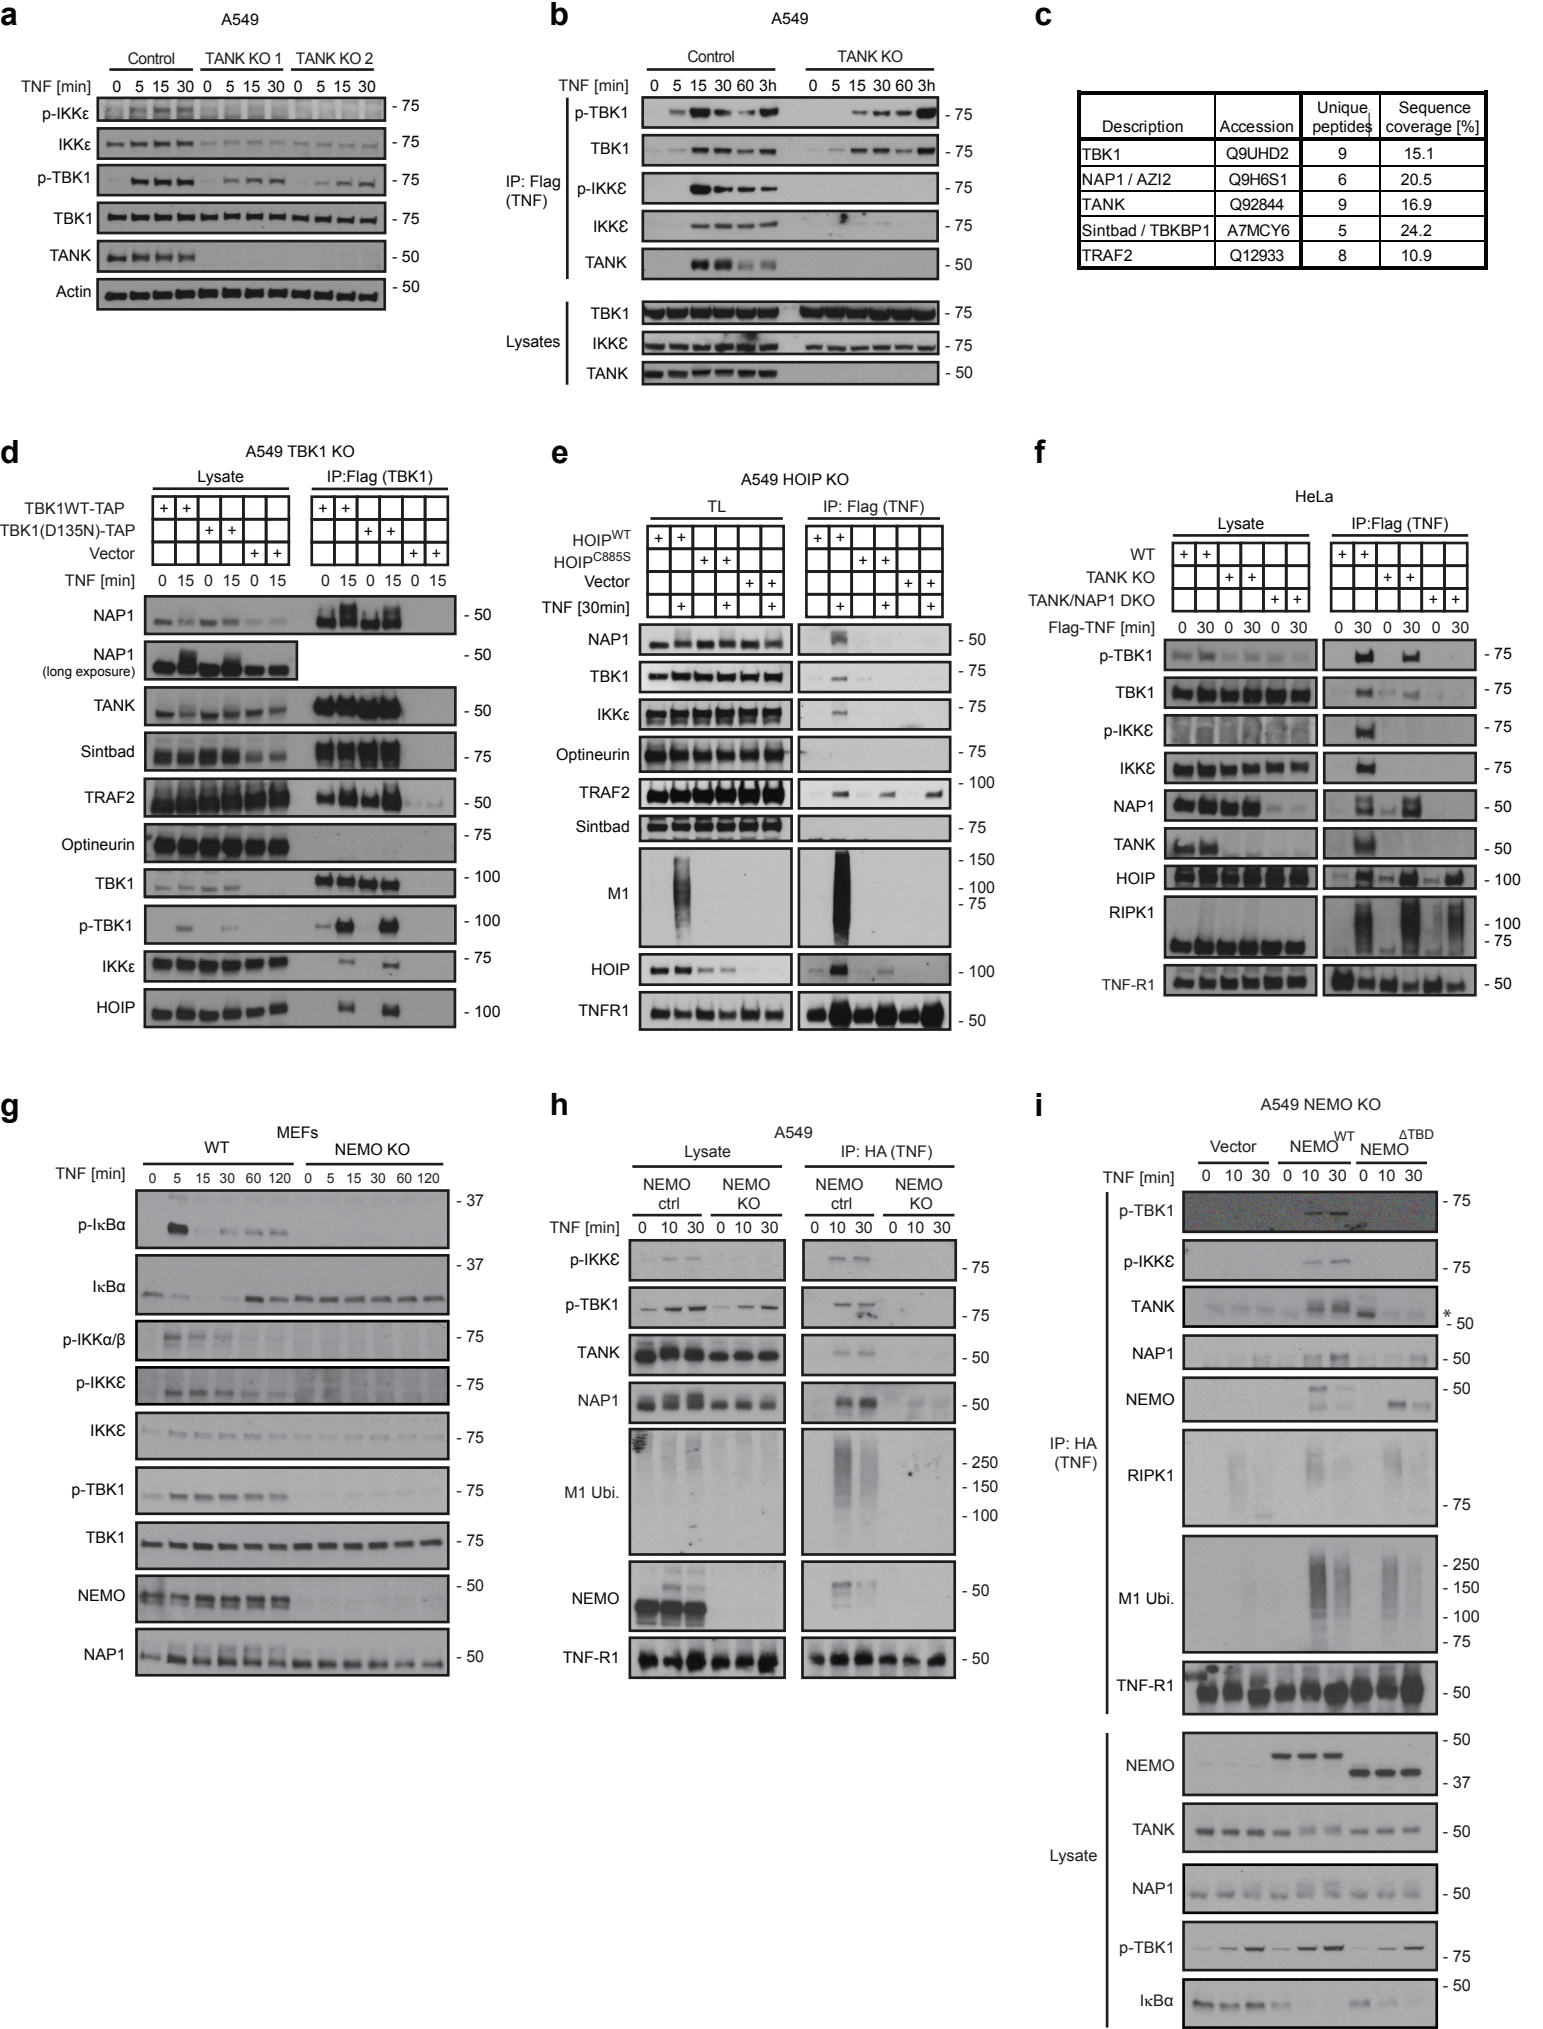 a
A549
Control TANK KO 1 TANK KO 2
TNF [min] 0 5 15 30 0 5 15 30 0 5 15 30
p-IKKε - 75
IKKε - 75
p-TBK1 - 75
TBK1 - 75
TANK - 50
Actin - 50
b
A549
Control TANK KO
TNF [min] 0 5 15 30 60 3h 0 5 15 30 60 3h
IP: Flag
(TNF)
p-TBK1 - 75
TBK1 - 75
p-IKKƐ - 75
IKKƐ - 75
TANK - 50
Lysates
TBK1 - 75
IKKƐ - 75
TANK - 50
c
Description Accession Unique peptides Sequence coverage [%]
TBK1 Q9UHD2 9 15.1
NAP1 / AZI2 Q9H6S1 6 20.5
TANK Q92844 9 16.9
Sintbad / TBKBP1 A7MCY6 5 24.2
TRAF2 Q12933 8 10.9
d
A549 TBK1 KO
Lysate IP:Flag (TBK1)
TBK1WT-TAP + + + +
TBK1(D135N)-TAP + + + +
Vector + + + +
TNF [min] 0 15 0 15 0 15 0 15 0 15 0 15
NAP1 - 50
NAP1 - 50
(long exposure)
TANK - 50
Sintbad - 75
TRAF2 - 50
Optineurin - 75
TBK1 - 100
p-TBK1 - 100
IKKε - 75
HOIP - 100
e
A549 HOIP KO
TL IP: Flag (TNF)
HOIPWT + + + +
HOIPC885S + + + +
Vector + + + +
TNF [30min] + + + + + +
NAP1 - 50
TBK1 - 75
IKKε - 75
Optineurin - 75
TRAF2 - 100
Sintbad - 75
M1 - 150
- 100
- 75
HOIP - 100
TNFR1 - 50
f
HeLa
Lysate IP:Flag (TNF)
WT + + + +
TANK KO + + + +
TANK/NAP1 DKO + + + +
Flag-TNF [min] 0 30 0 30 0 30 0 30 0 30 0 30
p-TBK1 - 75
TBK1 - 75
p-IKKƐ - 75
IKKƐ - 75
NAP1 - 50
TANK - 50
HOIP - 100
RIPK1 - 100
- 75
TNF-R1 - 50
g
MEFs
WT NEMO KO
TNF [min] 0 5 15 30 60 120 0 5 15 30 60 120
p-IκBα - 37
IκBα - 37
p-IKKα/β - 75
p-IKKƐ - 75
IKKƐ - 75
p-TBK1 - 75
TBK1 - 75
NEMO - 50
NAP1 - 50
h
A549
Lysate IP: HA (TNF)
NEMO ctrl NEMO KO NEMO ctrl NEMO KO
TNF [min] 0 10 30 0 10 30 0 10 30 0 10 30
p-IKKƐ - 75
p-TBK1 - 75
TANK - 50
NAP1 - 50
M1 Ubi. - 250
- 150
- 100
NEMO - 50
TNF-R1 - 50
i
A549 NEMO KO
Vector NEMOWT NEMOΔTBD
TNF [min] 0 10 30 0 10 30 0 10 30
IP: HA
(TNF)
p-TBK1 - 75
p-IKKƐ - 75
TANK *
- 50
NAP1 - 50
NEMO - 50
RIPK1 - 75
M1 Ubi. - 250
- 150
- 100
- 75
TNF-R1 - 50
Lysate
NEMO - 50
- 37
TANK - 50
NAP1 - 50
p-TBK1 - 75
IκBα - 50